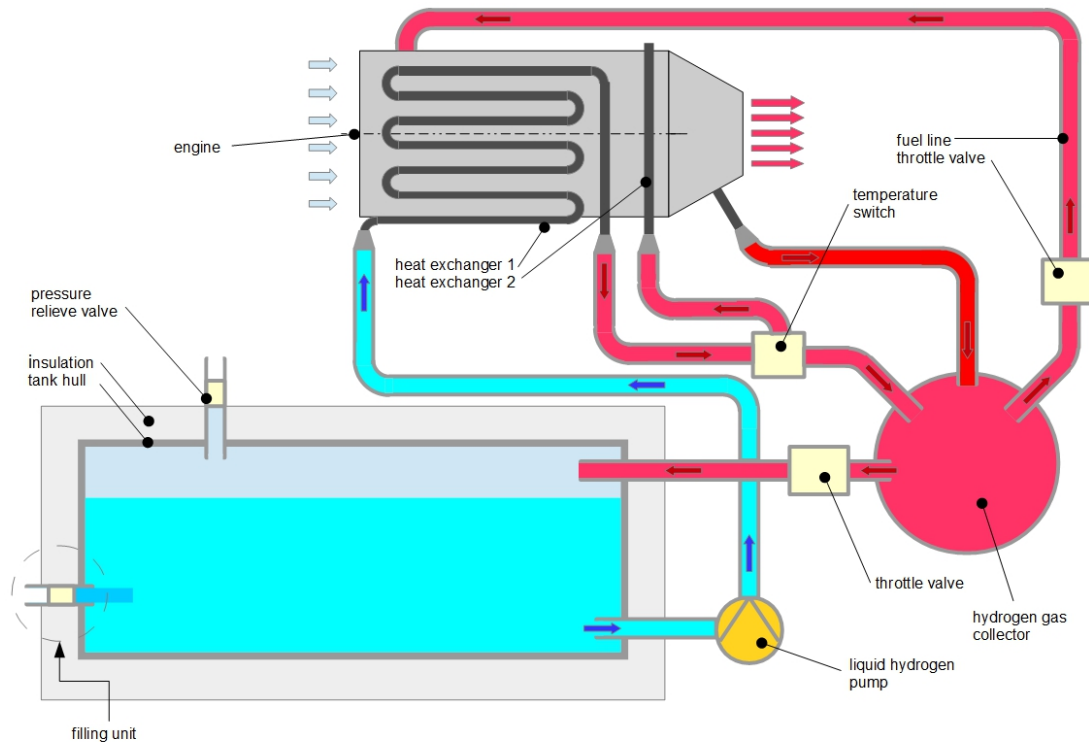 engine
fuel line
throttle valve
temperature
switch
heat exchanger 1
heat exchanger 2
pressure
relieve valve
insulation
tank hull
throttle valve
hydrogen gas
collector
liquid hydrogen
pump
filling unit